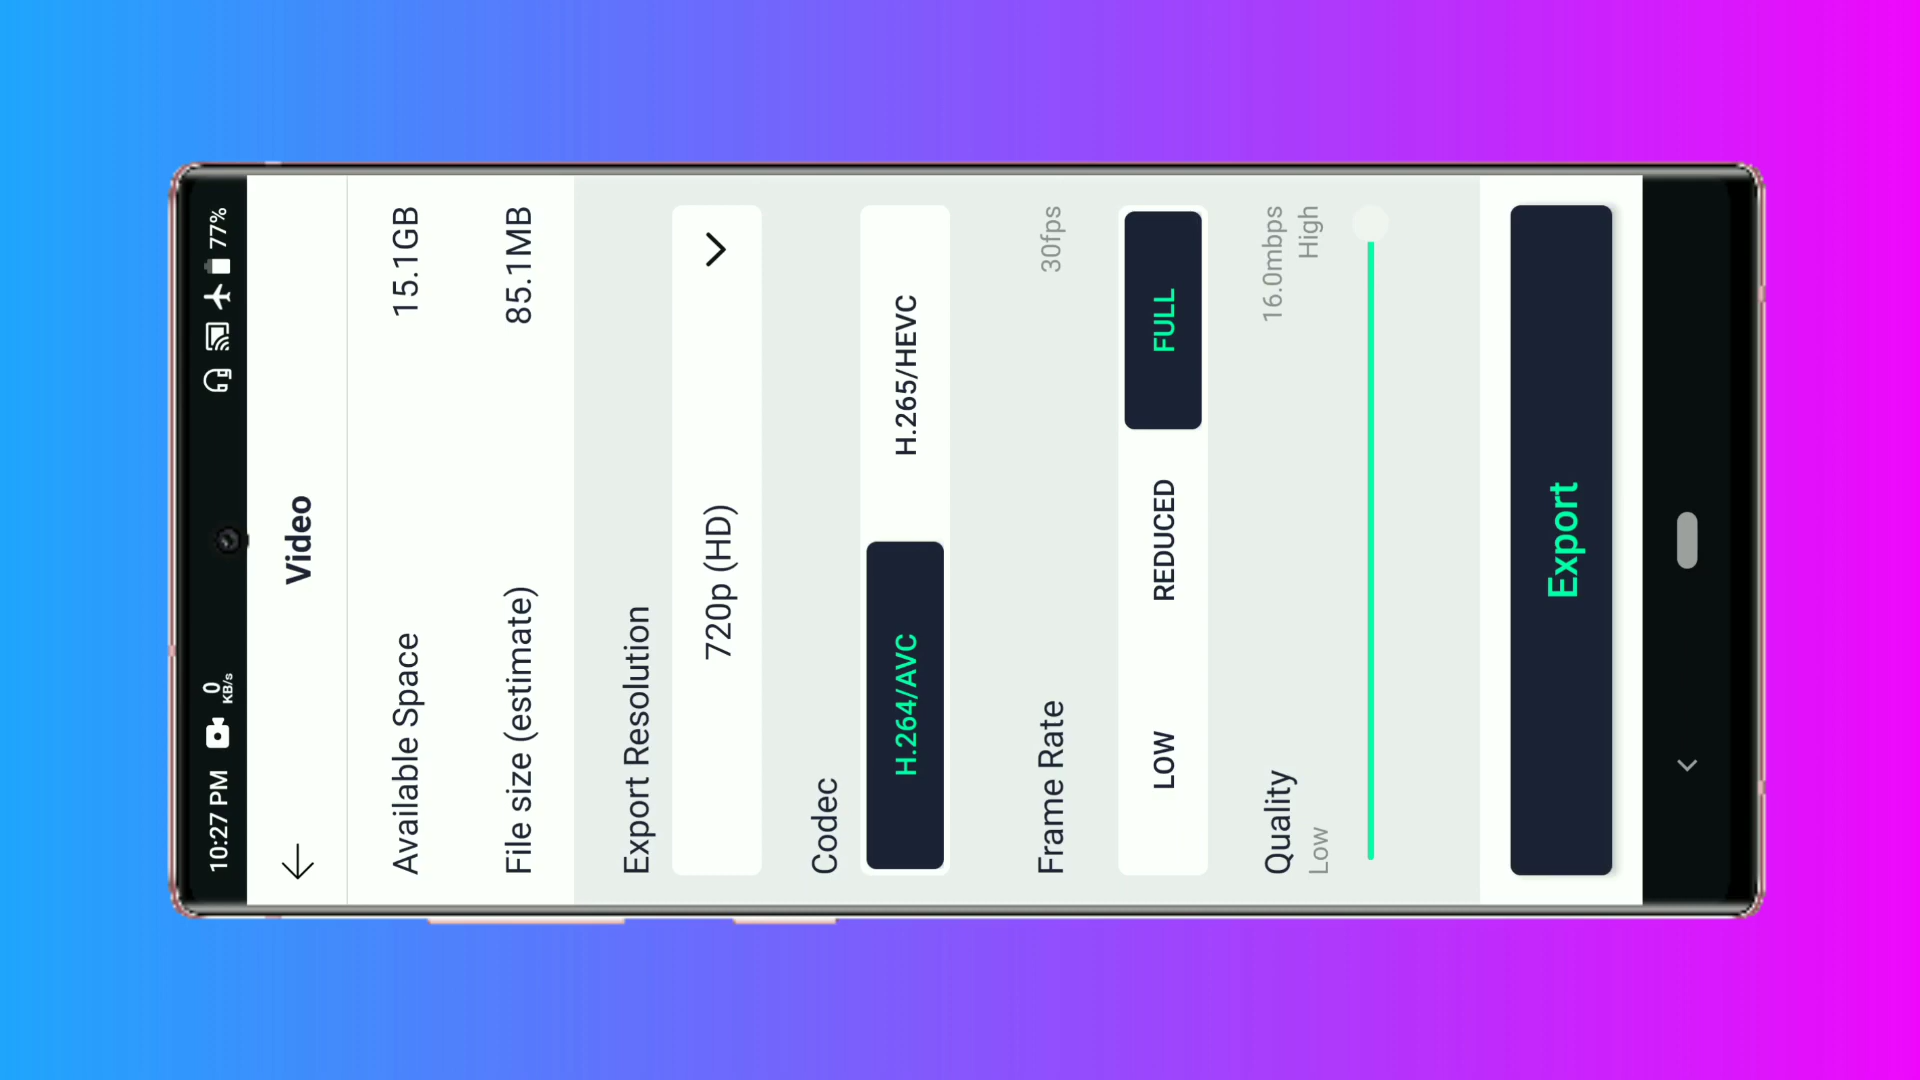 10:27 PM 0 KB/s 77%
Video
Available Space 15.1GB
File size (estimate) 85.1MB
Export Resolution
720p (HD)
Codec
H.264/AVC H.265/HEVC
Frame Rate 30fps
LOW REDUCED FULL
Quality 16.0mbps
Low High
Export